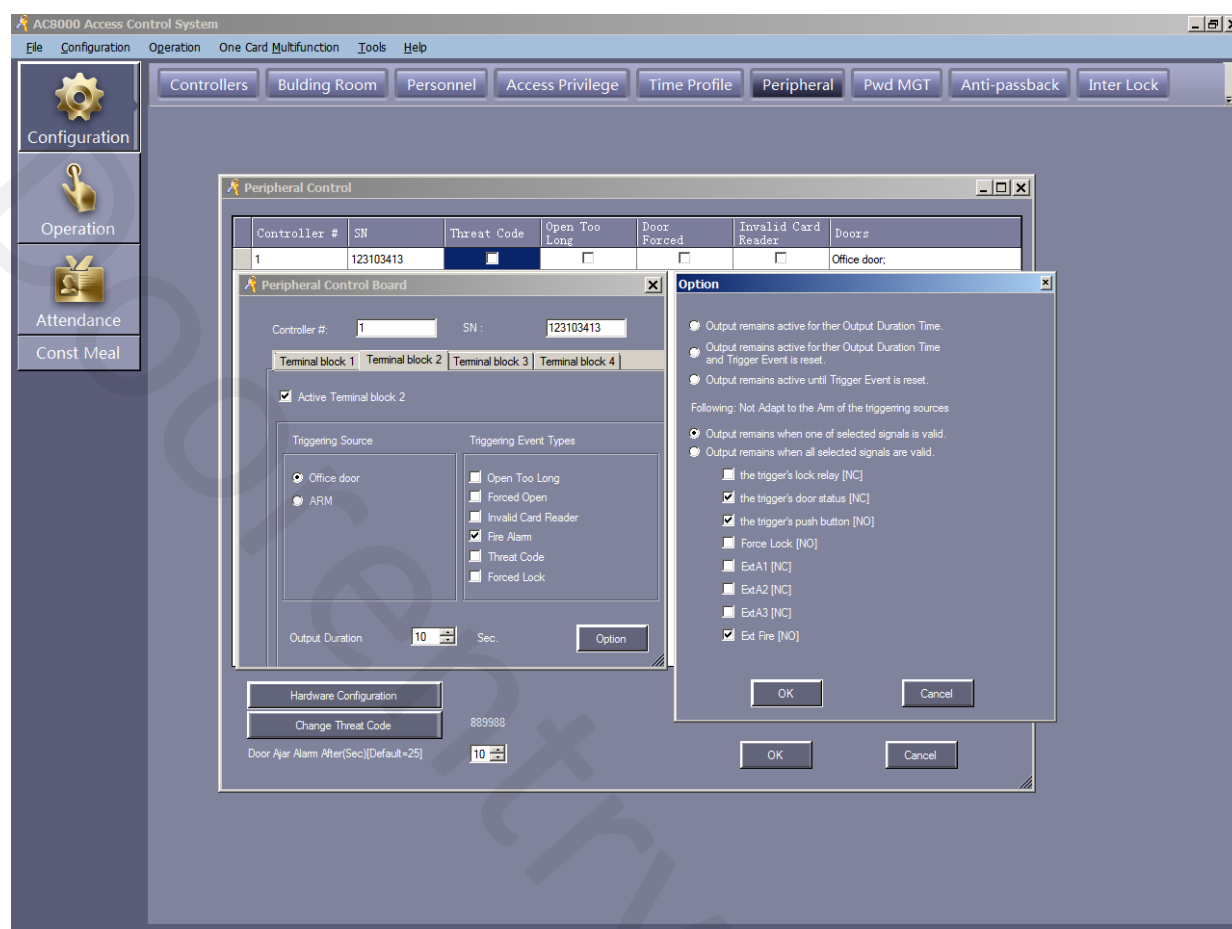 AC8000 Access Control System
File Configuration Operation One Card Multifunction Tools Help
Controllers Bulding Room Personnel Access Privilege Time Profile Peripheral Pwd MGT Anti-passback Inter Lock
Configuration
Operation
Attendance
Const Meal
Peripheral Control
Controller # SN Threat Code Open Too Long Door Forced Invalid Card Reader Doors
1 123103413 Office door;
Peripheral Control Board
Controller #: 1 SN : 123103413
Terminal block 1 Terminal block 2 Terminal block 3 Terminal block 4
Active Terminal block 2
Triggering Source
Office door
ARM
Triggering Event Types
Open Too Long
Forced Open
Invalid Card Reader
Fire Alarm
Threat Code
Forced Lock
Output Duration 10 Sec. Option
Option
Output remains active for ther Output Duration Time.
Output remains active for ther Output Duration Time
and Trigger Event is reset.
Output remains active until Trigger Event is reset.
Following: Not Adapt to the Arm of the triggerring sources
Output remains when one of selected signals is valid.
Output remains when all selected signals are valid.
the trigger's lock relay [NC]
the trigger's door status [NC]
the trigger's push button [NO]
Force Lock [NO]
ExtA1 [NC]
ExtA2 [NC]
ExtA3 [NC]
Ext Fire [NO]
OK Cancel
Hardware Configuration
Change Threat Code 889988
Door Ajar Alarm After(Sec)[Default=25] 10
OK Cancel